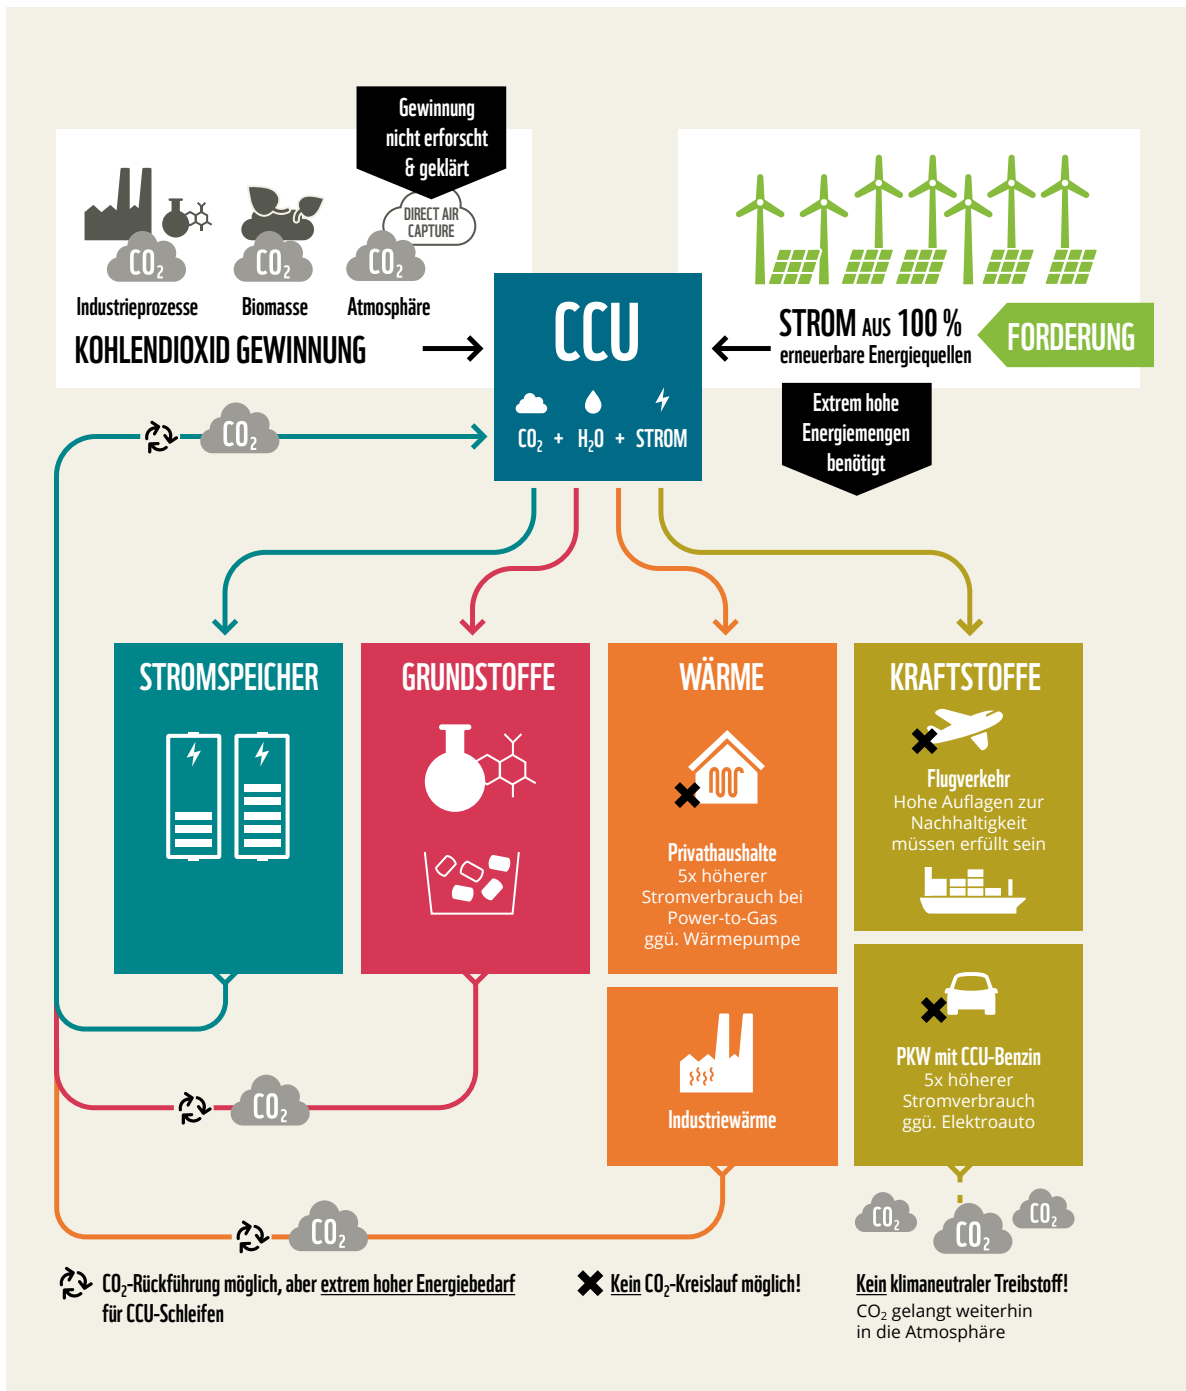 Gewinnung
nicht erforscht
& geklärt
DIRECT AIR
CAPTURE
CO₂
CO₂
CO₂
Industrieprozesse
Biomasse
Atmosphäre
KOHLENDIOXID GEWINNUNG
CCU
CO₂ + H₂O + STROM
STROM AUS 100 %
erneuerbare Energiequellen
FORDERUNG
Extrem hohe
Energiemengen
benötigt
CO₂
STROMSPEICHER
GRUNDSTOFFE
WÄRME
Privathaushalte
5x höherer
Stromverbrauch bei
Power-to-Gas
ggü. Wärmepumpe
Industriewärme
KRAFTSTOFFE
Flugverkehr
Hohe Auflagen zur
Nachhaltigkeit
müssen erfüllt sein
PKW mit CCU-Benzin
5x höherer
Stromverbrauch
ggü. Elektroauto
CO₂
CO₂
CO₂
CO₂
CO₂
CO₂-Rückführung möglich, aber extrem hoher Energiebedarf
für CCU-Schleifen
Kein CO₂-Kreislauf möglich!
Kein klimaneutraler Treibstoff!
CO₂ gelangt weiterhin
in die Atmosphäre